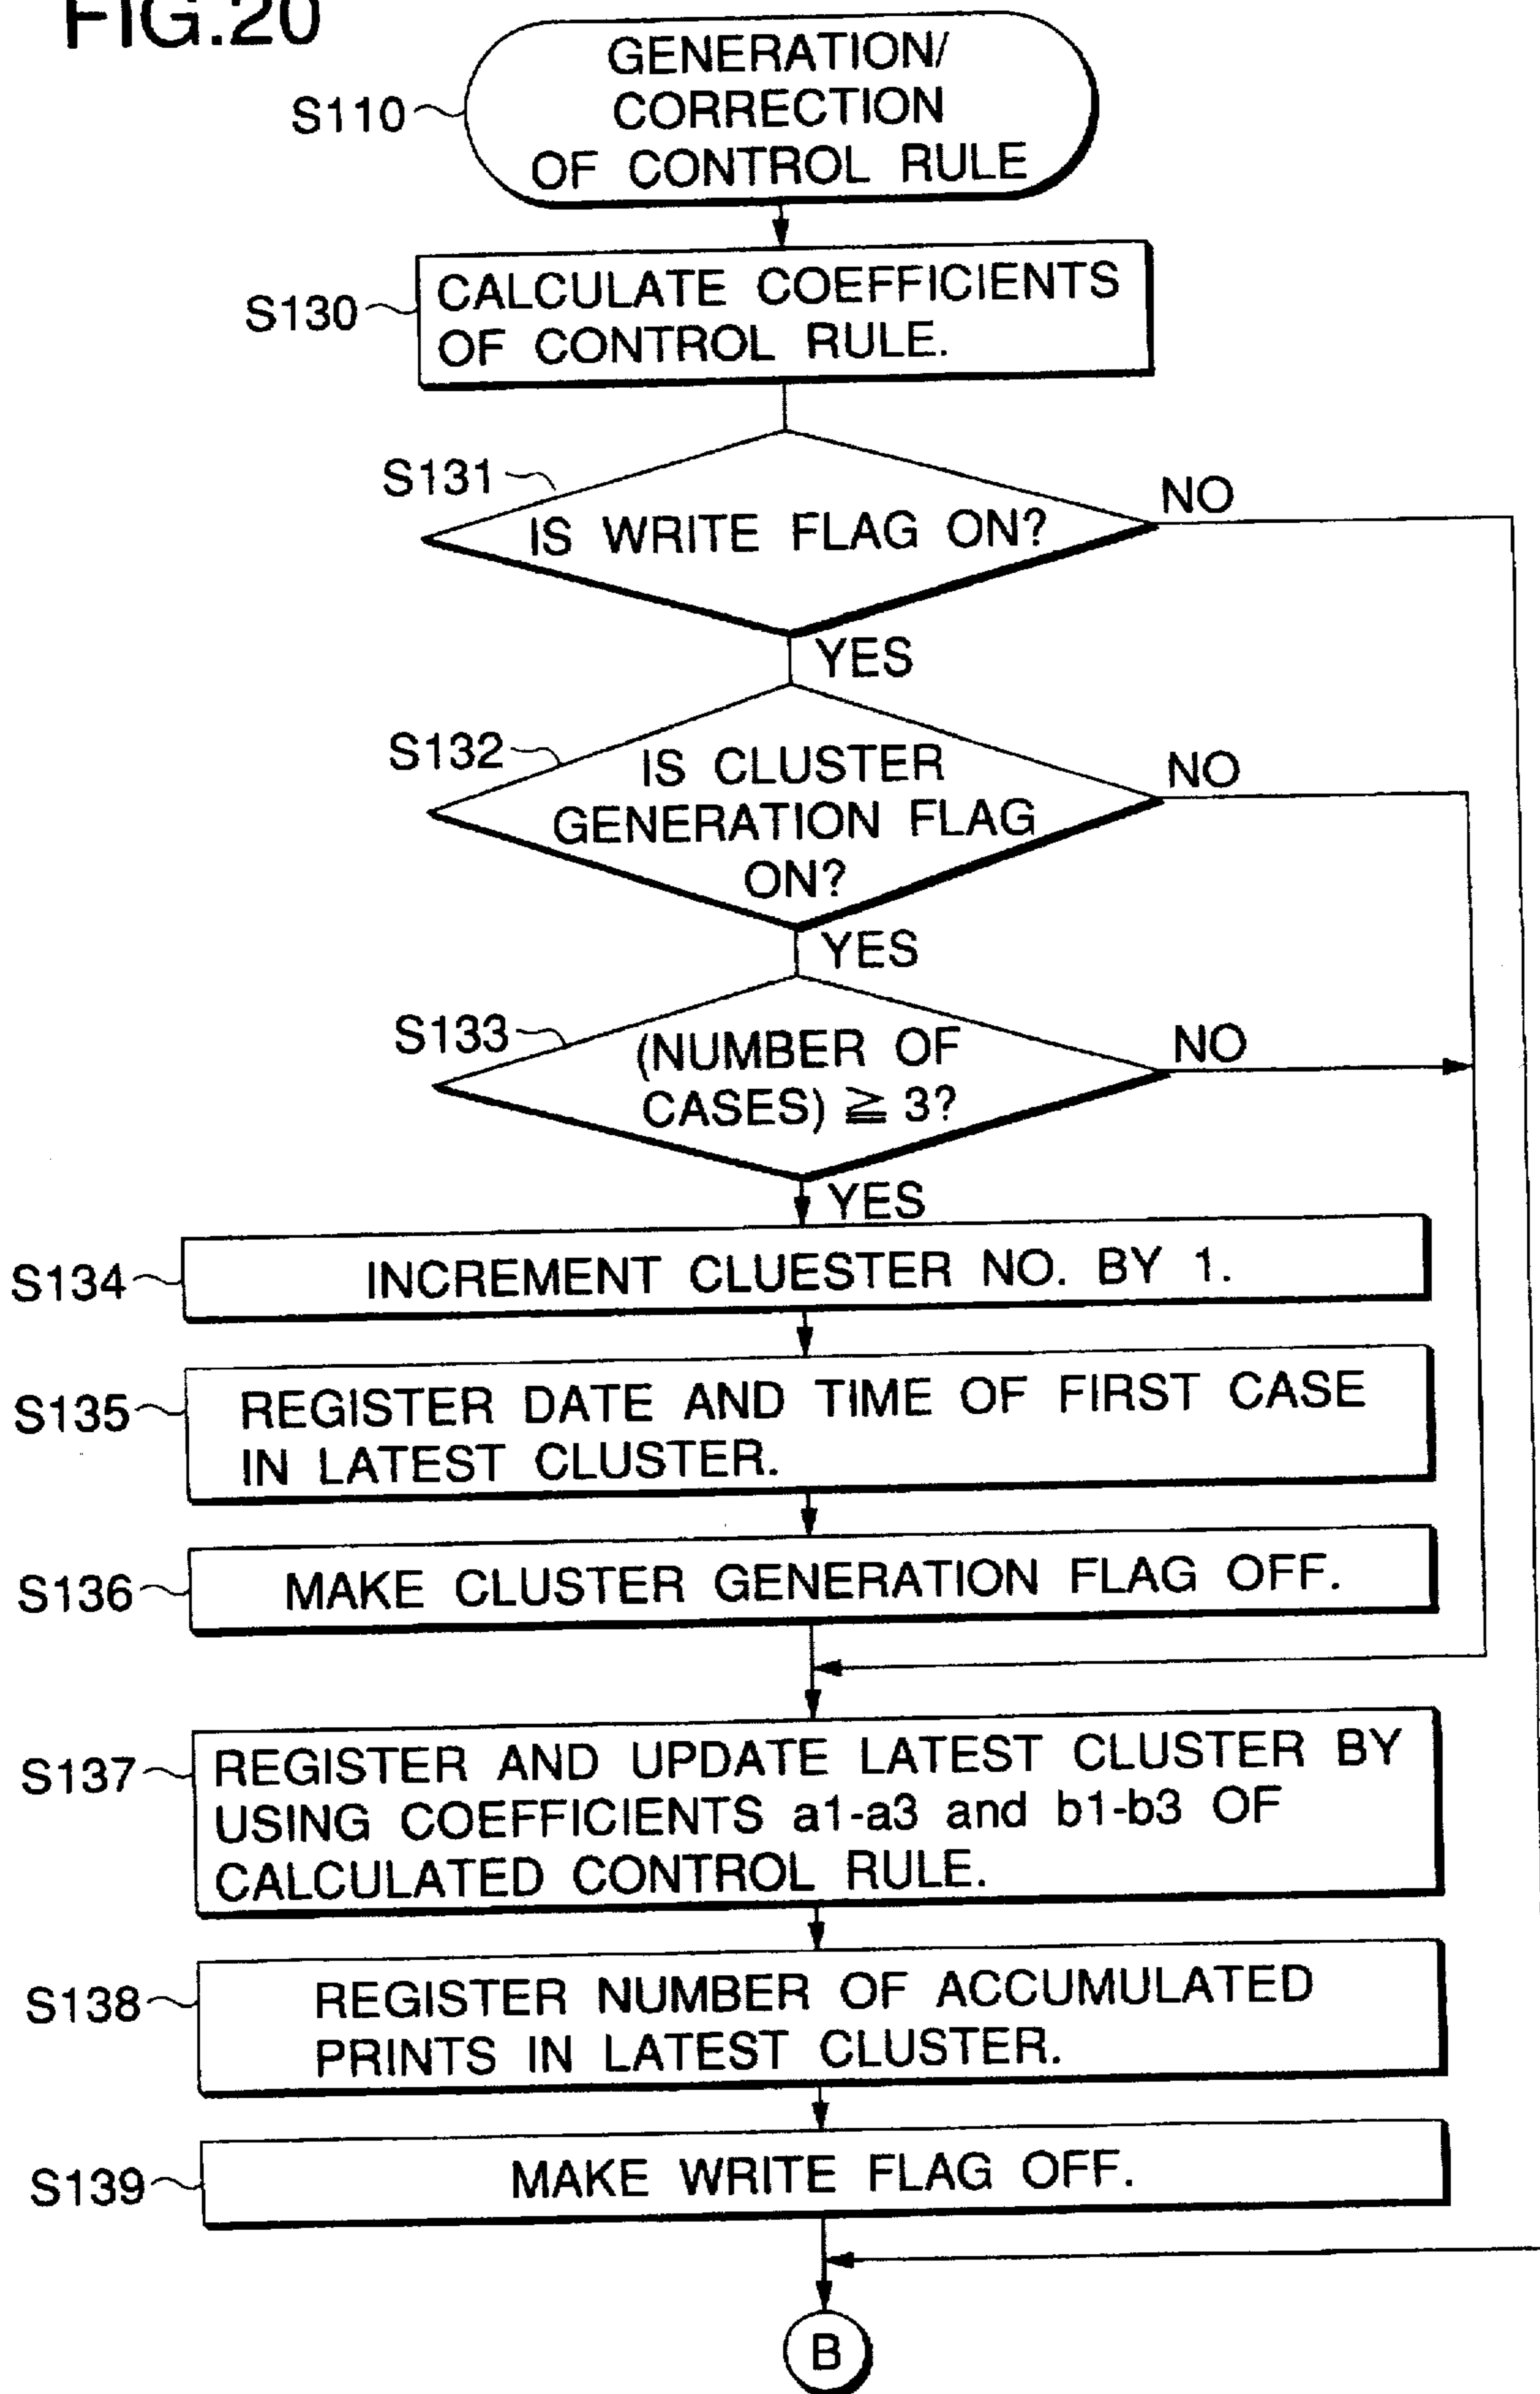 FIG.20
GENERATION/
CORRECTION
OF CONTROL RULE
S110
CALCULATE COEFFICIENTS
OF CONTROL RULE.
S130
S131
IS WRITE FLAG ON?
NO
YES
S132
IS CLUSTER
GENERATION FLAG
ON?
NO
YES
S133
(NUMBER OF
CASES) ≧ 3?
NO
YES
S134
INCREMENT CLUESTER NO. BY 1.
S135
REGISTER DATE AND TIME OF FIRST CASE
IN LATEST CLUSTER.
S136
MAKE CLUSTER GENERATION FLAG OFF.
S137
REGISTER AND UPDATE LATEST CLUSTER BY
USING COEFFICIENTS a1-a3 and b1-b3 OF
CALCULATED CONTROL RULE.
S138
REGISTER NUMBER OF ACCUMULATED
PRINTS IN LATEST CLUSTER.
S139
MAKE WRITE FLAG OFF.
B